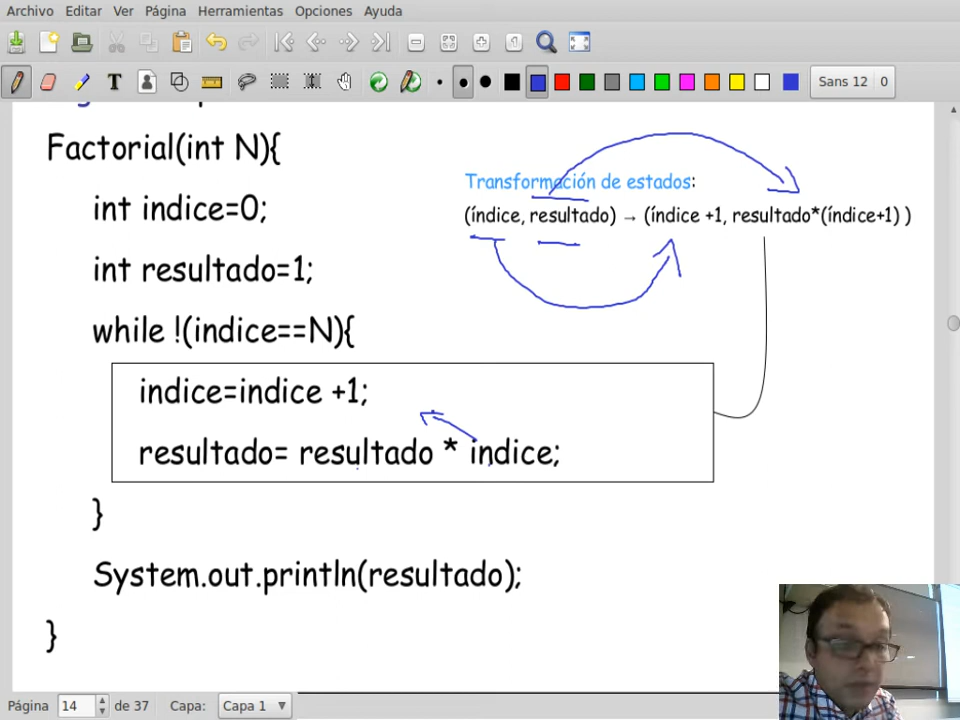 Archivo Editar Ver Página Herramientas Opciones Ayuda
T Sans 12 0
Factorial(int N){
int indice=0;
int resultado=1;
while !(indice==N){
indice=indice +1;
resultado= resultado * indice;
}
System.out.println(resultado);
}
Transformación de estados:
(índice, resultado) → (índice +1, resultado*(índice+1) )
Página 14 de 37 Capa: Capa 1